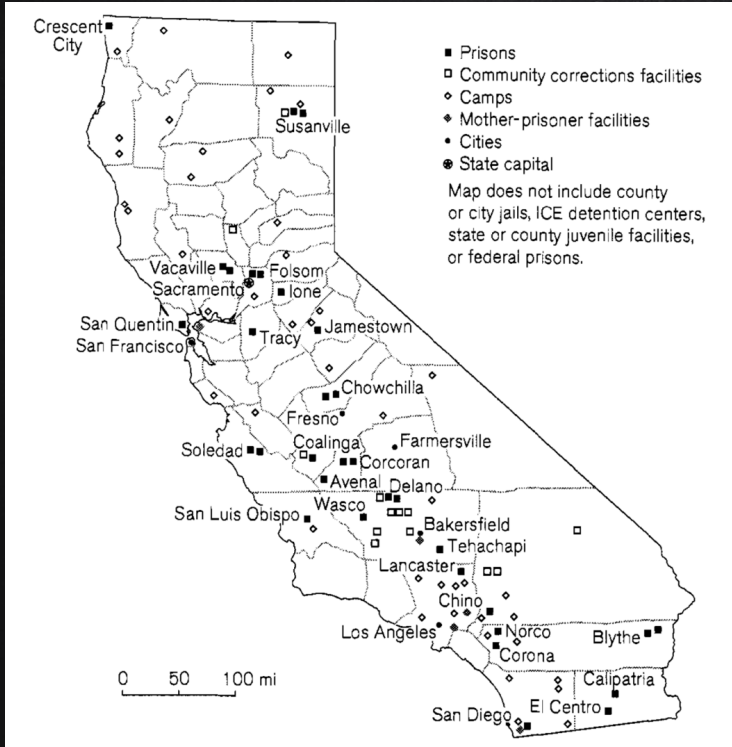 Crescent
City
Prisons
Community corrections facilities
Camps
Mother-prisoner facilities
Cities
State capital
Map does not include county
or city jails, ICE detention centers,
state or county juvenile facilities,
or federal prisons.
Susanville
Vacaville
Folsom
Sacramento
Ione
San Quentin
Tracy
Jamestown
San Francisco
Chowchilla
Fresno
Coalinga
Farmersville
Soledad
Corcoran
Avenal
Delano
Wasco
San Luis Obispo
Bakersfield
Tehachapi
Lancaster
Chino
Los Angeles
Norco
Blythe
Corona
Calipatria
El Centro
San Diego
0 50 100 mi